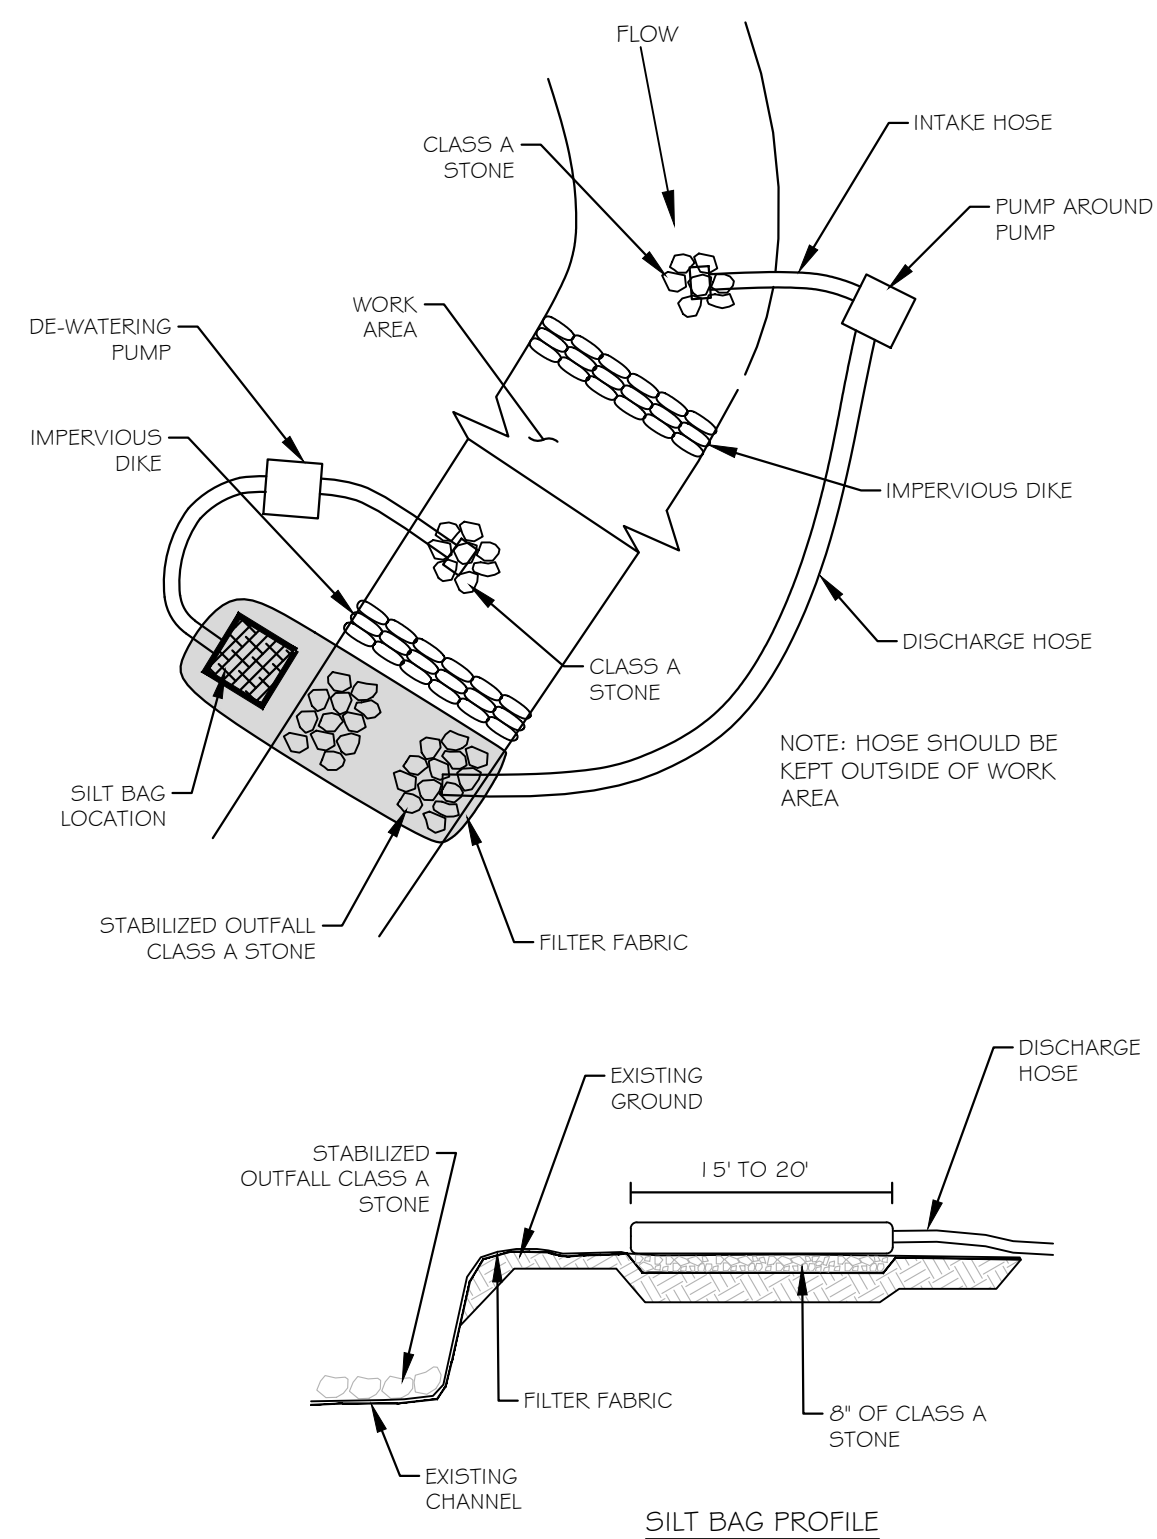 FLOW
INTAKE HOSE
CLASS A
STONE
PUMP AROUND
PUMP
WORK
AREA
DE-WATERING
PUMP
IMPERVIOUS
DIKE
IMPERVIOUS DIKE
DISCHARGE HOSE
CLASS A
STONE
NOTE: HOSE SHOULD BE
KEPT OUTSIDE OF WORK
AREA
SILT BAG
LOCATION
STABILIZED OUTFALL
CLASS A STONE
FILTER FABRIC
DISCHARGE
HOSE
EXISTING
GROUND
STABILIZED
OUTFALL CLASS A
STONE
15' TO 20'
FILTER FABRIC
8" OF CLASS A
STONE
EXISTING
CHANNEL
SILT BAG PROFILE